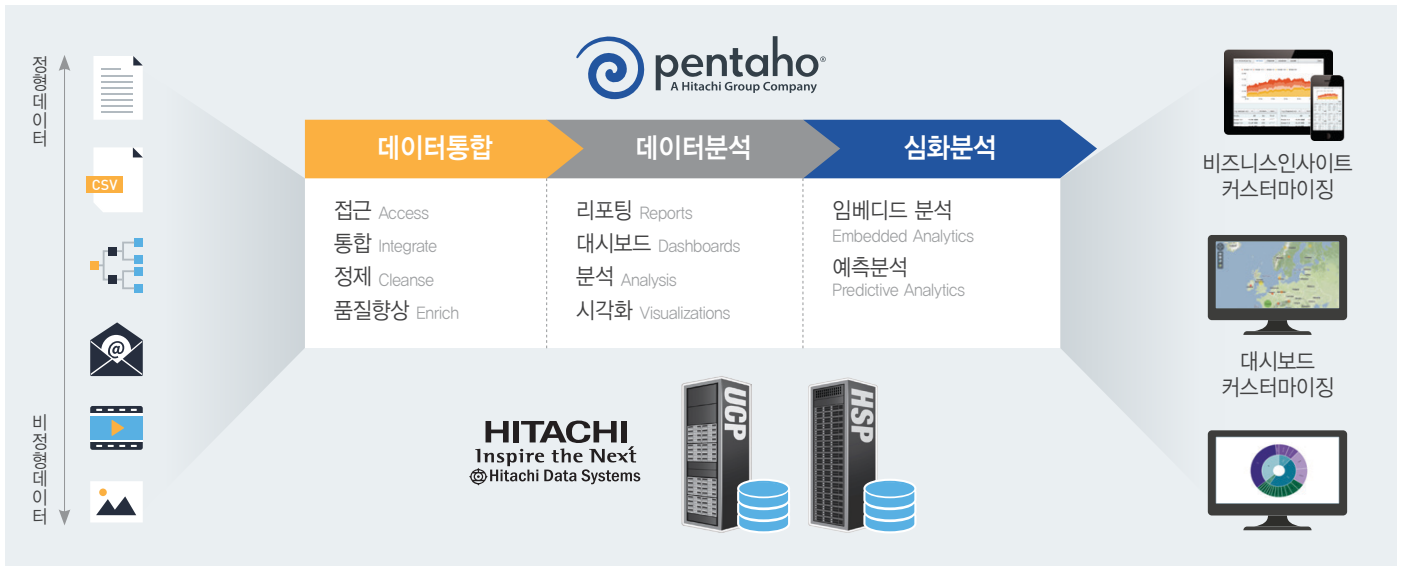 정형데이터
비정형데이터
CSV
@
pentaho®
A Hitachi Group Company
데이터통합
데이터분석
심화분석
접근 Access
통합 Integrate
정제 Cleanse
품질향상 Enrich
리포팅 Reports
대시보드 Dashboards
분석 Analysis
시각화 Visualizations
임베디드 분석
Embedded Analytics
예측분석
Predictive Analytics
HITACHI
Inspire the Next
Hitachi Data Systems
UCP
HSP
비즈니스인사이트
커스터마이징
대시보드
커스터마이징